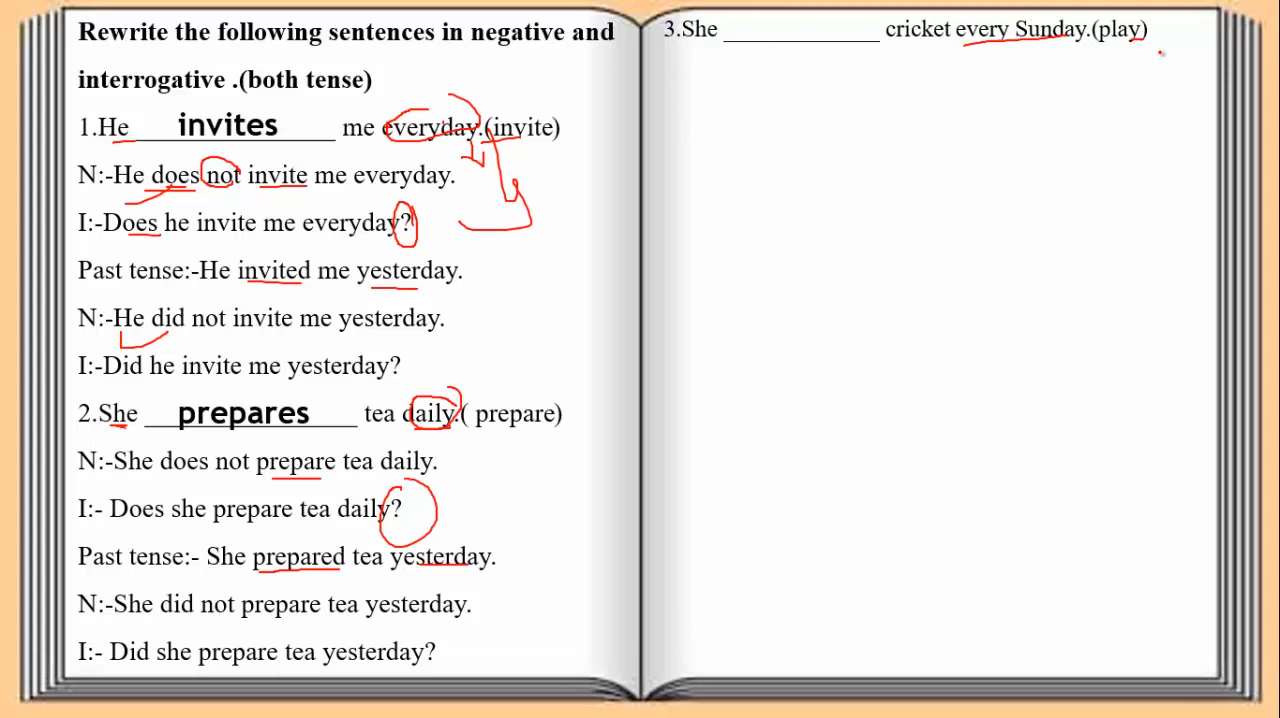 Rewrite the following sentences in negative and
interrogative .(both tense)
1.He ______invites______ me everyday.(invite)
N:-He does not invite me everyday.
I:-Does he invite me everyday?
Past tense:-He invited me yesterday.
N:-He did not invite me yesterday.
I:-Did he invite me yesterday?
2.She ______prepares______ tea daily.( prepare)
N:-She does not prepare tea daily.
I:- Does she prepare tea daily?
Past tense:- She prepared tea yesterday.
N:-She did not prepare tea yesterday.
I:- Did she prepare tea yesterday?
3.She ____________ cricket every Sunday.(play)